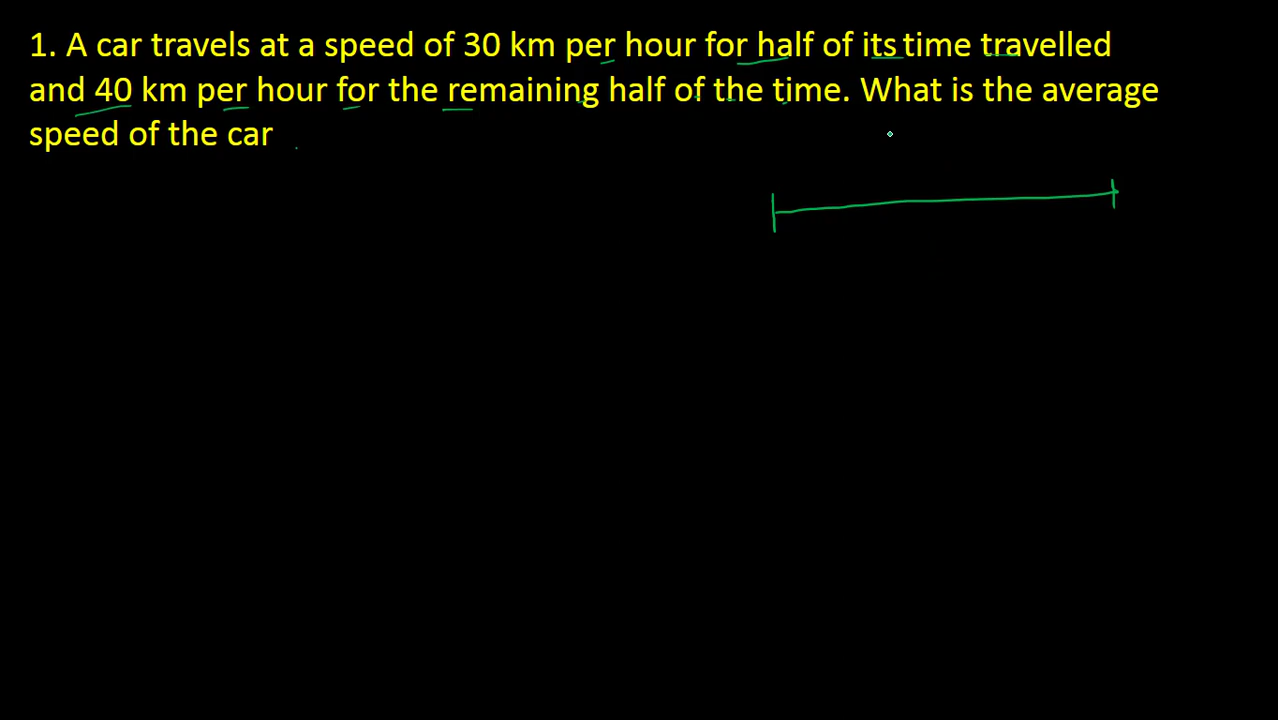 1. A car travels at a speed of 30 km per hour for half of its time travelled
and 40 km per hour for the remaining half of the time. What is the average
speed of the car